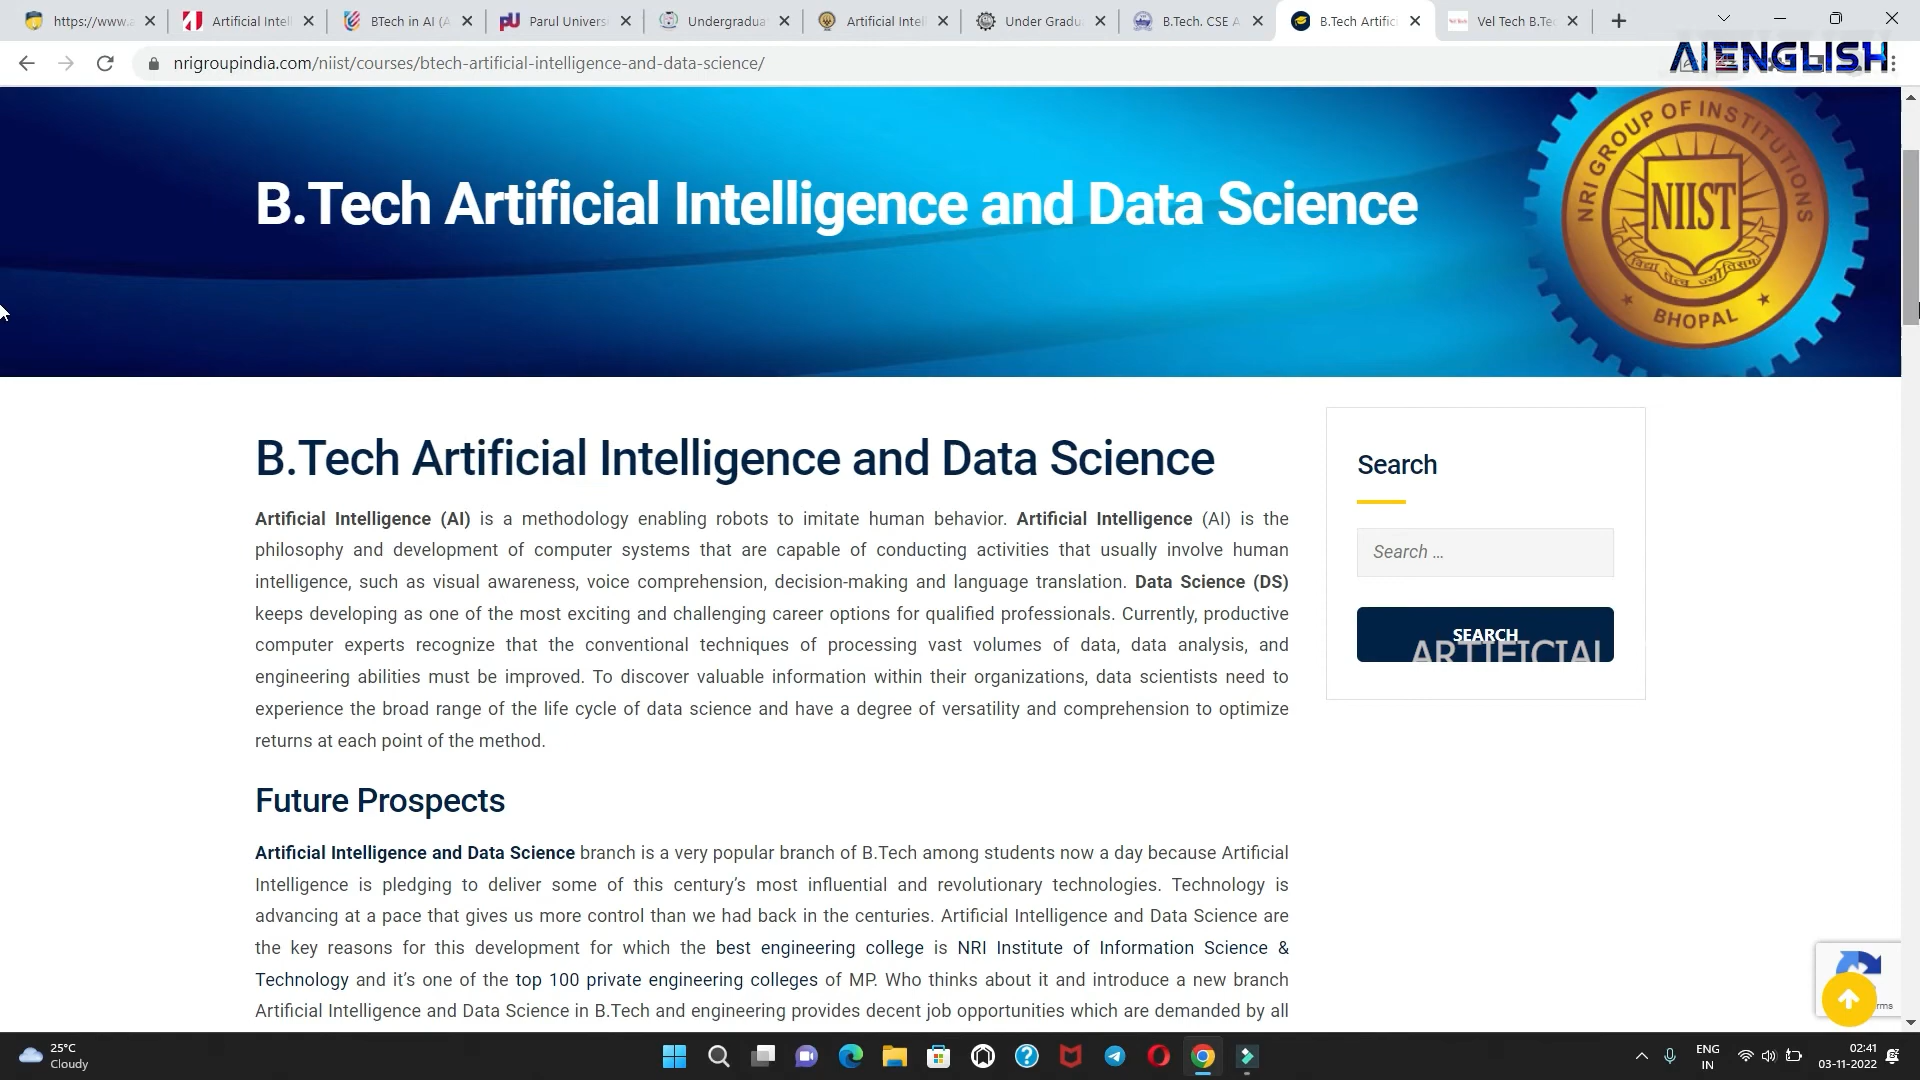 https://www.
Artificial Intell
BTech in AI (A
Parul Univers
Undergradua
Artificial Intel
Under Gradu
B.Tech. CSE A
B.Tech Artific
Vel Tech B.Te
nrigroupindia.com/niist/courses/btech-artificial-intelligence-and-data-science/
AIENGLISH
B.Tech Artificial Intelligence and Data Science
NRI GROUP OF INSTITUTIONS
NIIST
BHOPAL
B.Tech Artificial Intelligence and Data Science
Artificial Intelligence (AI) is a methodology enabling robots to imitate human behavior. Artificial Intelligence (AI) is the
philosophy and development of computer systems that are capable of conducting activities that usually involve human
intelligence, such as visual awareness, voice comprehension, decision-making and language translation. Data Science (DS)
keeps developing as one of the most exciting and challenging career options for qualified professionals. Currently, productive
computer experts recognize that the conventional techniques of processing vast volumes of data, data analysis, and
engineering abilities must be improved. To discover valuable information within their organizations, data scientists need to
experience the broad range of the life cycle of data science and have a degree of versatility and comprehension to optimize
returns at each point of the method.
Search
Search …
SEARCH
ARTIFICIAL
Future Prospects
Artificial Intelligence and Data Science branch is a very popular branch of B.Tech among students now a day because Artificial
Intelligence is pledging to deliver some of this century’s most influential and revolutionary technologies. Technology is
advancing at a pace that gives us more control than we had back in the centuries. Artificial Intelligence and Data Science are
the key reasons for this development for which the best engineering college is NRI Institute of Information Science &
Technology and it’s one of the top 100 private engineering colleges of MP. Who thinks about it and introduce a new branch
Artificial Intelligence and Data Science in B.Tech and engineering provides decent job opportunities which are demanded by all
25°C
Cloudy
ENG
IN
02:41
03-11-2022